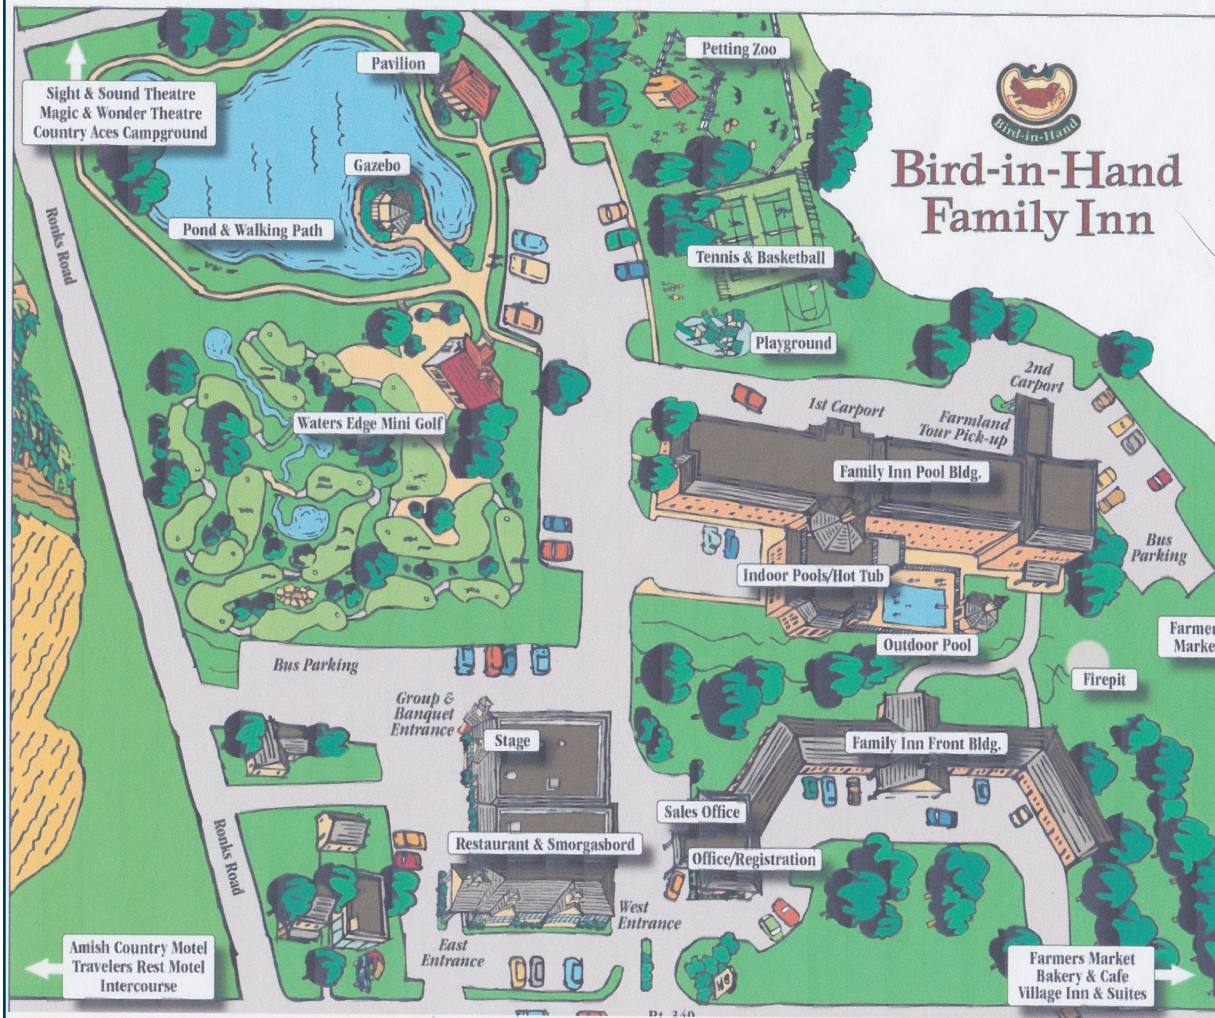 Petting Zoo
Pavilion
Sight & Sound Theatre
Magic & Wonder Theatre
Country Aces Campground
Bird-in-Hand
Bird-in-Hand
Family Inn
Gazebo
Pond & Walking Path
Ronks Road
Tennis & Basketball
Playground
2nd
Carport
1st Carport
Farmland
Tour Pick-up
Waters Edge Mini Golf
Family Inn Pool Bldg.
Bus
Parking
Indoor Pools/Hot Tub
Outdoor Pool
Farmer
Marke
Firepit
Bus Parking
Group &
Banquet
Entrance
Stage
Family Inn Front Bldg.
Sales Office
Restaurant & Smorgasbord
Office/Registration
Ronks Road
West
Entrance
East
Entrance
Amish Country Motel
Travelers Rest Motel
Intercourse
Farmers Market
Bakery & Cafe
Village Inn & Suites
Rt. 340